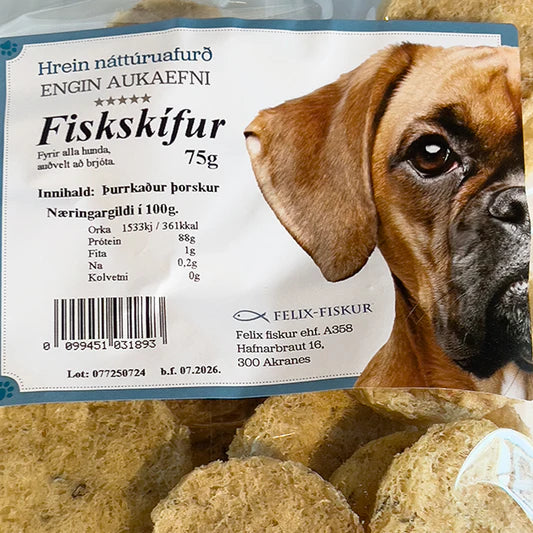 Hrein náttúruafurð
ENGIN AUKAEFNI
Fiskskífur
Fyrir alla hunda,
auðvelt að brjóta.
75g
Innihald: Þurrkaður þorskur
Næringargildi í 100g.
Orka 1533kj / 361kkal
Prótein 88g
Fita 1g
Na 0,2g
Kolvetni 0g
0 099451 031893
FELIX-FISKUR
Felix fiskur ehf. A358
Hafnarbraut 16,
300 Akranes
Lot: 077250724 b.f. 07.2026.